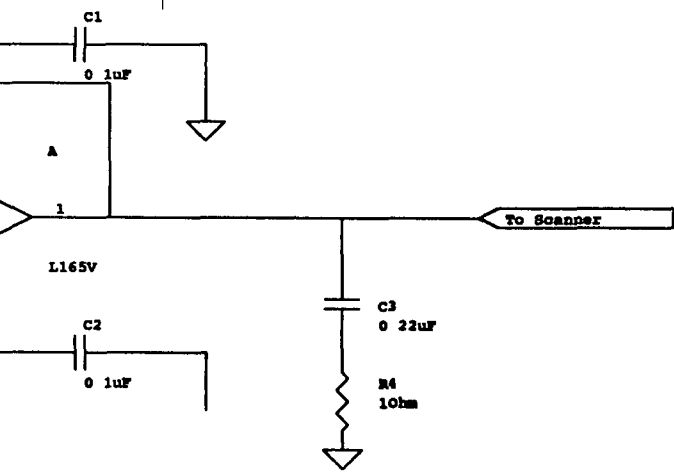 C1
0 1uF
A
1
To Scanner
L165V
C3
0 22uF
C2
0 1uF
R4
1Ohm